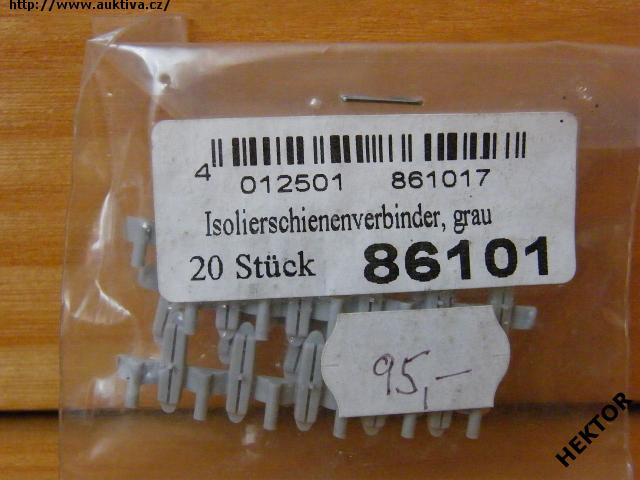 http://www.auktiva.cz/
4 012501 861017
Isolierschienenverbinder, grau
20 Stück 86101
95,-
HEKTOR